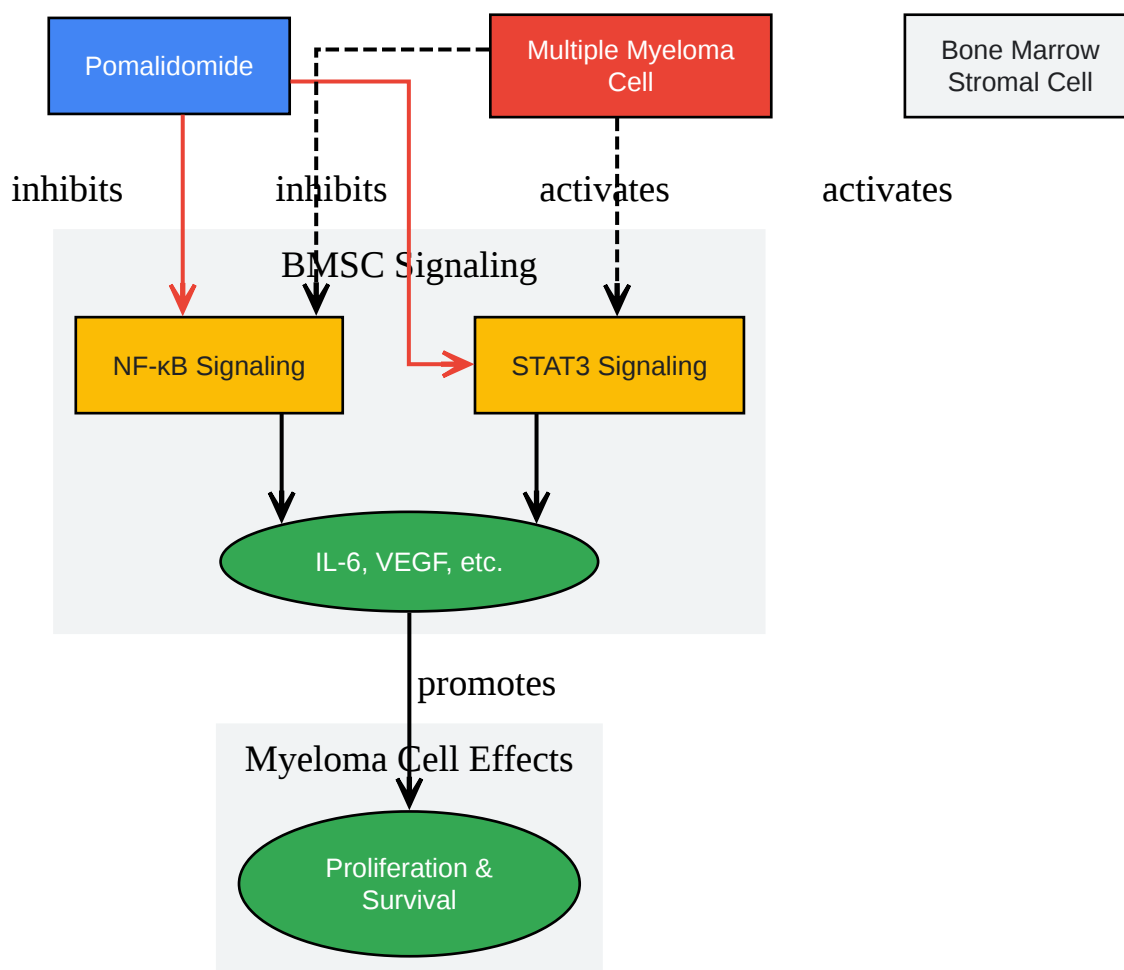 Pomalidomide
Multiple Myeloma
Cell
Bone Marrow
Stromal Cell
inhibits
inhibits
activates
activates
BMSC Signaling
NF-κB Signaling
STAT3 Signaling
IL-6, VEGF, etc.
promotes
Myeloma Cell Effects
Proliferation &
Survival